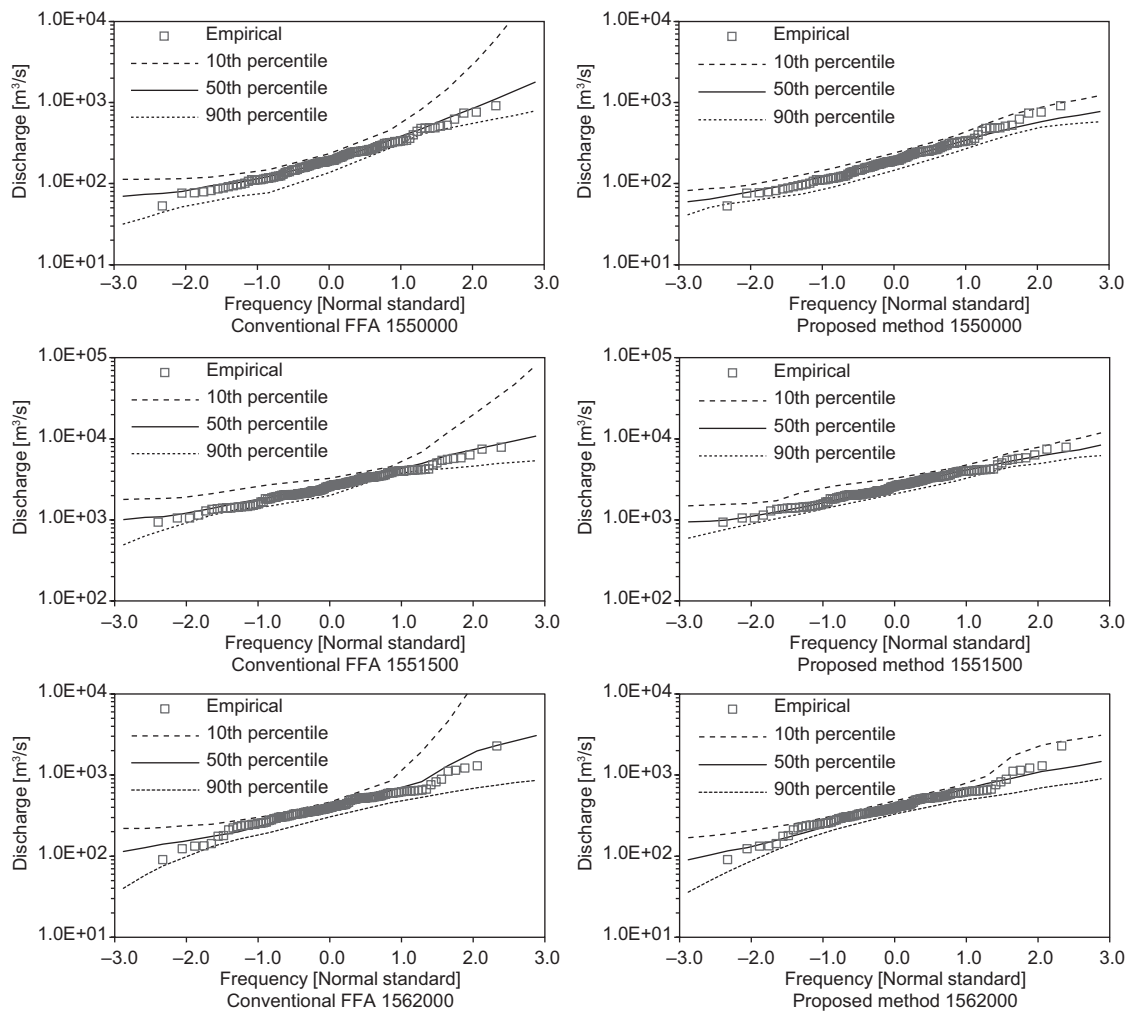 1.0E+04
1.0E+03
1.0E+02
1.0E+01
Discharge [m³/s]
Empirical
10th percentile
50th percentile
90th percentile
–3.0 –2.0 –1.0 0.0 1.0 2.0 3.0
Frequency [Normal standard]
Conventional FFA 1550000
1.0E+04
1.0E+03
1.0E+02
1.0E+01
Discharge [m³/s]
Empirical
10th percentile
50th percentile
90th percentile
–3.0 –2.0 –1.0 0.0 1.0 2.0 3.0
Frequency [Normal standard]
Proposed method 1550000
1.0E+05
1.0E+04
1.0E+03
1.0E+02
Discharge [m³/s]
Empirical
10th percentile
50th percentile
90th percentile
–3.0 –2.0 –1.0 0.0 1.0 2.0 3.0
Frequency [Normal standard]
Conventional FFA 1551500
1.0E+05
1.0E+04
1.0E+03
1.0E+02
Discharge [m³/s]
Empirical
10th percentile
50th percentile
90th percentile
–3.0 –2.0 –1.0 0.0 1.0 2.0 3.0
Frequency [Normal standard]
Proposed method 1551500
1.0E+04
1.0E+03
1.0E+02
1.0E+01
Discharge [m³/s]
Empirical
10th percentile
50th percentile
90th percentile
–3.0 –2.0 –1.0 0.0 1.0 2.0 3.0
Frequency [Normal standard]
Conventional FFA 1562000
1.0E+04
1.0E+03
1.0E+02
1.0E+01
Discharge [m³/s]
Empirical
10th percentile
50th percentile
90th percentile
–3.0 –2.0 –1.0 0.0 1.0 2.0 3.0
Frequency [Normal standard]
Proposed method 1562000